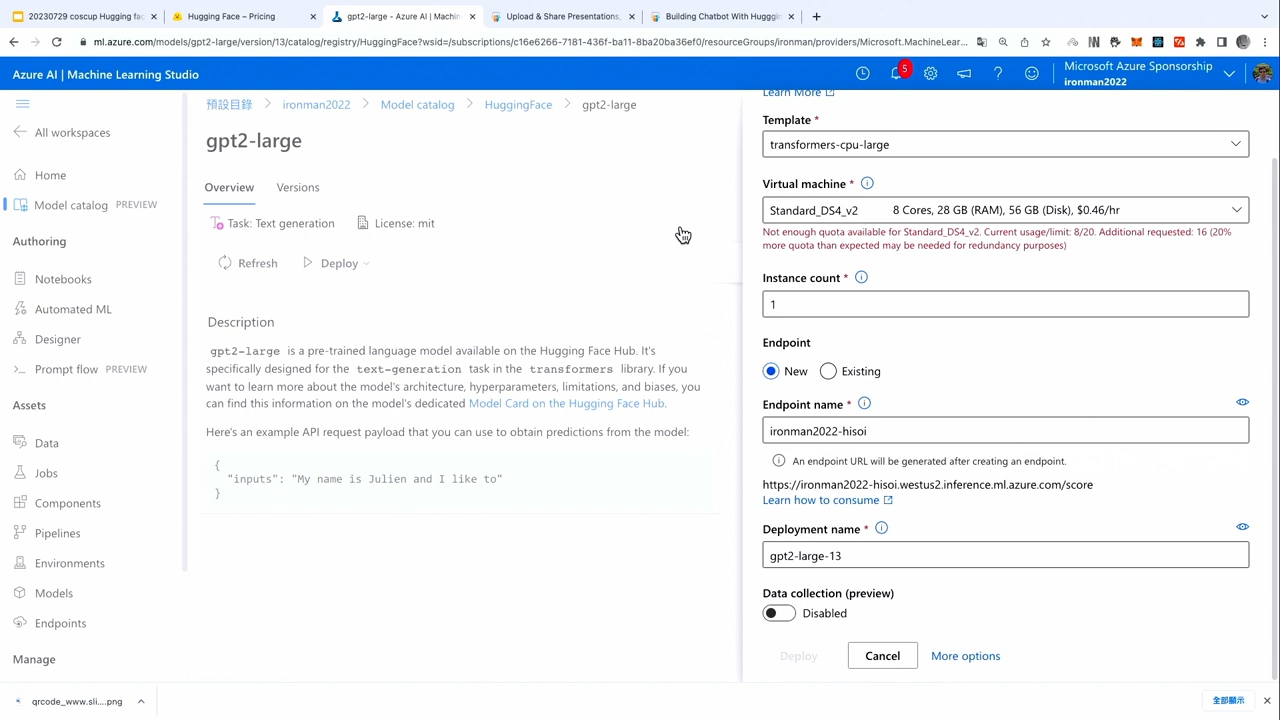 20230729 coscup Hugging fac
Hugging Face – Pricing
gpt2-large - Azure AI | Machin
Upload & Share Presentations,
Building Chatbot With Hugging
ml.azure.com/models/gpt2-large/version/13/catalog/registry/HuggingFace?wsid=/subscriptions/c16e6266-7181-436f-ba11-8ba20ba36ef0/resourceGroups/ironman/providers/Microsoft.MachineLear...
Azure AI | Machine Learning Studio
5
Microsoft Azure Sponsorship
ironman2022
All workspaces
Home
Model catalog PREVIEW
Authoring
Notebooks
Automated ML
Designer
Prompt flow PREVIEW
Assets
Data
Jobs
Components
Pipelines
Environments
Models
Endpoints
Manage
預設目錄 > ironman2022 > Model catalog > HuggingFace > gpt2-large
gpt2-large
Overview Versions
Task: Text generation License: mit
Refresh Deploy
Description
gpt2-large is a pre-trained language model available on the Hugging Face Hub. It's
specifically designed for the text-generation task in the transformers library. If you
want to learn more about the model's architecture, hyperparameters, limitations, and biases, you
can find this information on the model's dedicated Model Card on the Hugging Face Hub.
Here's an example API request payload that you can use to obtain predictions from the model:
{
"inputs": "My name is Julien and I like to"
}
Learn More
Template *
transformers-cpu-large
Virtual machine *
Standard_DS4_v2 8 Cores, 28 GB (RAM), 56 GB (Disk), $0.46/hr
Not enough quota available for Standard_DS4_v2. Current usage/limit: 8/20. Additional requested: 16 (20%
more quota than expected may be needed for redundancy purposes)
Instance count *
1
Endpoint
New Existing
Endpoint name *
ironman2022-hisoi
An endpoint URL will be generated after creating an endpoint.
https://ironman2022-hisoi.westus2.inference.ml.azure.com/score
Learn how to consume
Deployment name *
gpt2-large-13
Data collection (preview)
Disabled
Deploy Cancel More options
qrcode_www.sli....png
全部顯示